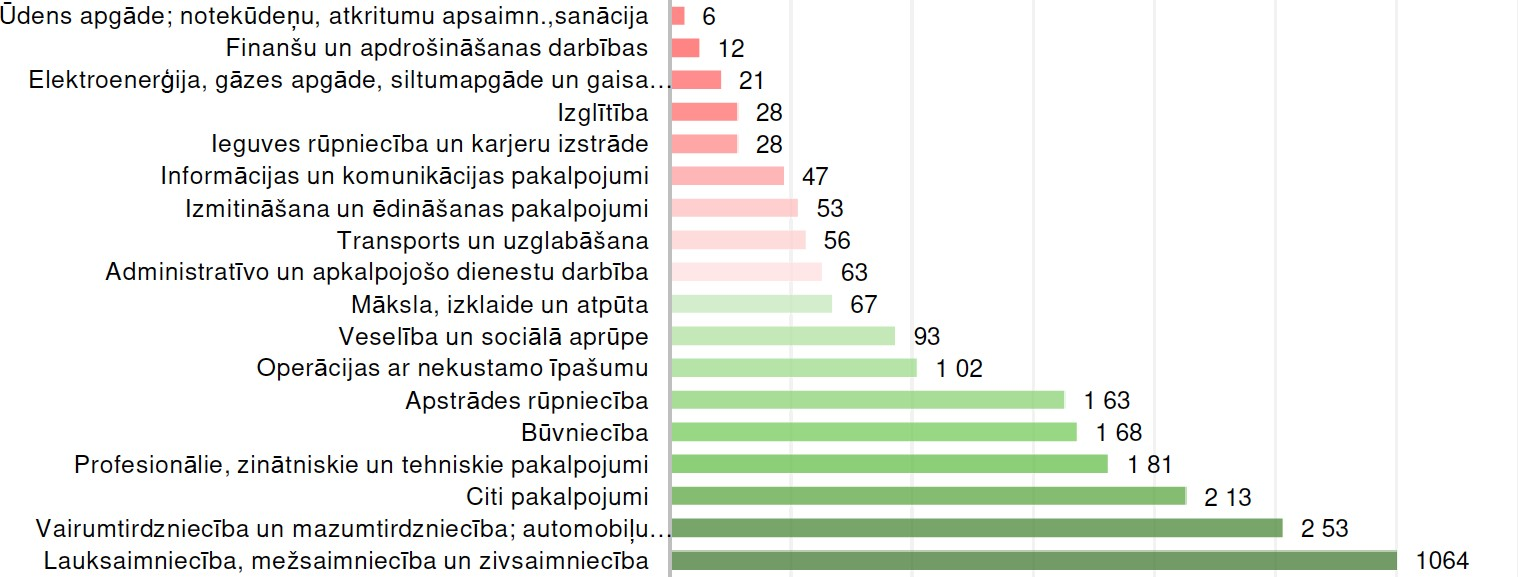 Ūdens apgāde; notekūdeņu, atkritumu apsaimn.,sanācija 6
Finanšu un apdrošināšanas darbības 12
Elektroenerģija, gāzes apgāde, siltumapgāde un gaisa... 21
Izglītība 28
Ieguves rūpniecība un karjeru izstrāde 28
Informācijas un komunikācijas pakalpojumi 47
Izmitināšana un ēdināšanas pakalpojumi 53
Transports un uzglabāšana 56
Administratīvo un apkalpojošo dienestu darbība 63
Māksla, izklaide un atpūta 67
Veselība un sociālā aprūpe 93
Operācijas ar nekustamo īpašumu 1 02
Apstrādes rūpniecība 1 63
Būvniecība 1 68
Profesionālie, zinātniskie un tehniskie pakalpojumi 1 81
Citi pakalpojumi 2 13
Vairumtirdzniecība un mazumtirdzniecība; automobiļu... 2 53
Lauksaimniecība, mežsaimniecība un zivsaimniecība 1064